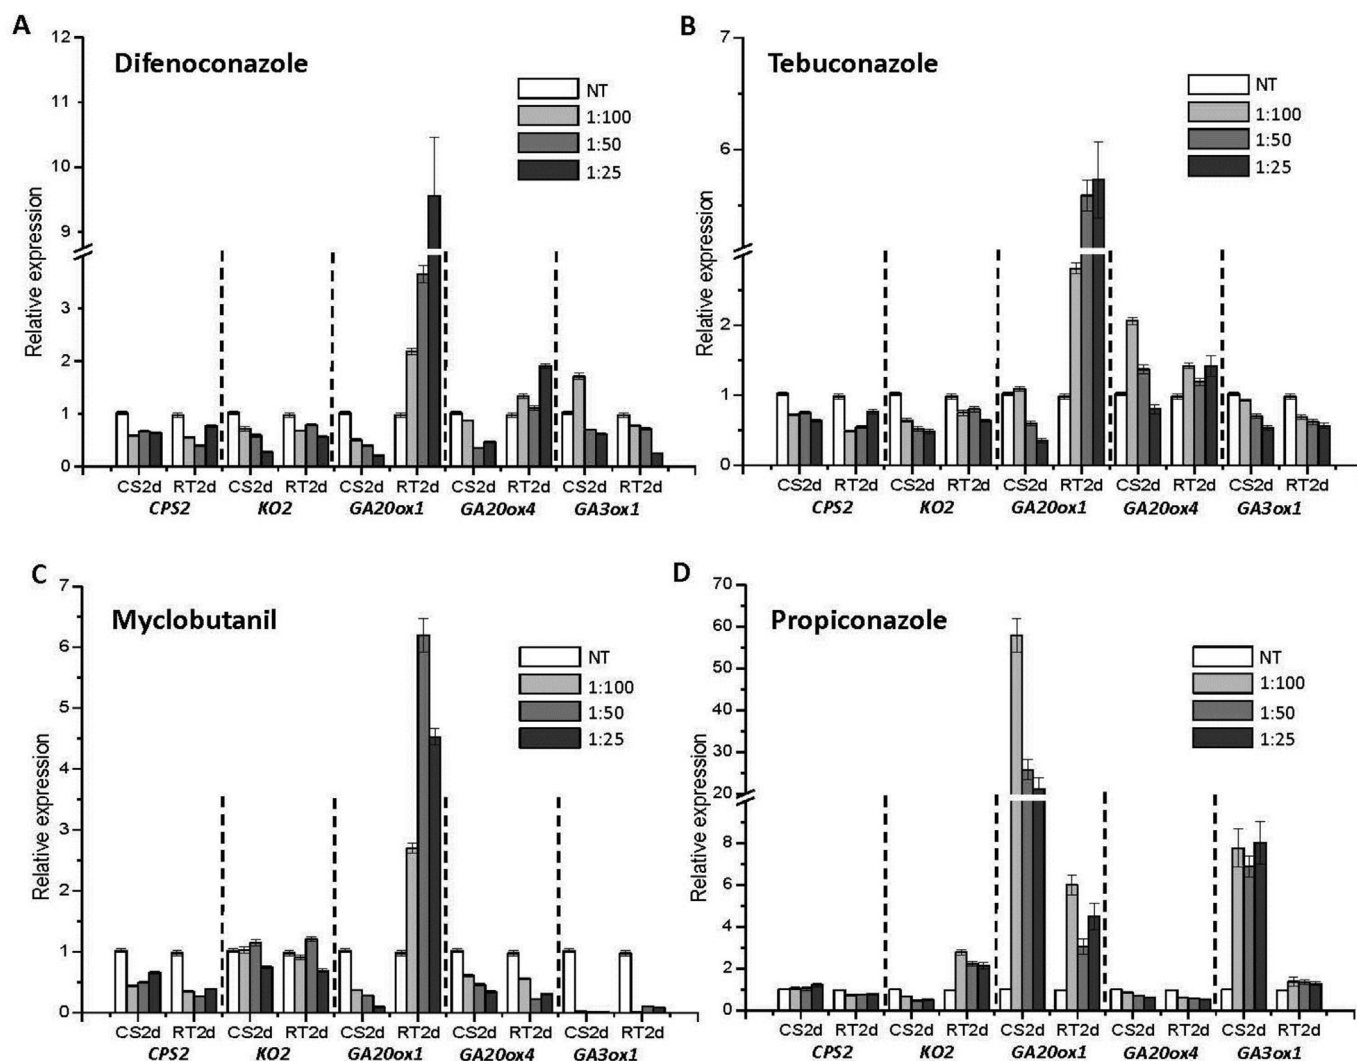 A
Difenoconazole
NT
1:100
1:50
1:25
Relative expression
12
11
10
9
3
2
1
0
CS2d RT2d CS2d RT2d CS2d RT2d CS2d RT2d CS2d RT2d
CPS2 KO2 GA20ox1 GA20ox4 GA3ox1
B
Tebuconazole
NT
1:100
1:50
1:25
Relative expression
7
6
2
1
0
CS2d RT2d CS2d RT2d CS2d RT2d CS2d RT2d CS2d RT2d
CPS2 KO2 GA20ox1 GA20ox4 GA3ox1
C
Myclobutanil
NT
1:100
1:50
1:25
Relative expression
7
6
5
4
3
2
1
0
CS2d RT2d CS2d RT2d CS2d RT2d CS2d RT2d CS2d RT2d
CPS2 KO2 GA20ox1 GA20ox4 GA3ox1
D
Propiconazole
NT
1:100
1:50
1:25
Relative expression
70
60
50
40
30
20
8
6
4
2
0
CS2d RT2d CS2d RT2d CS2d RT2d CS2d RT2d CS2d RT2d
CPS2 KO2 GA20ox1 GA20ox4 GA3ox1